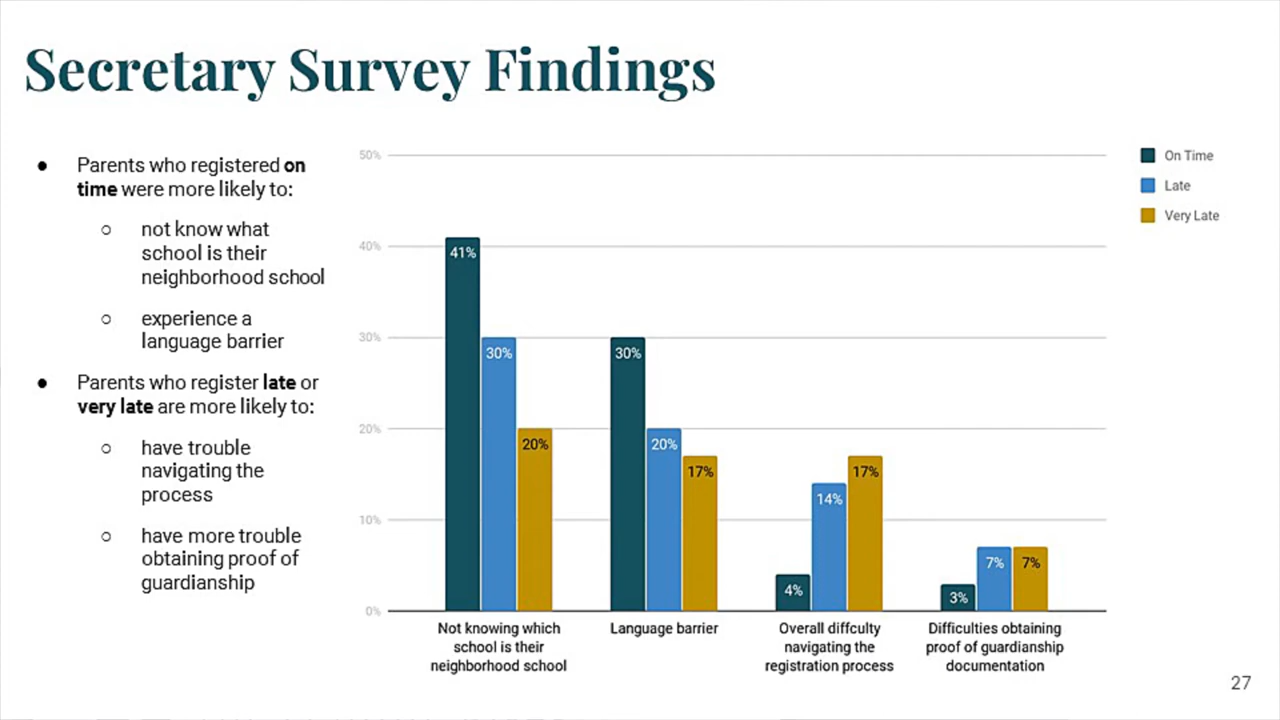 Secretary Survey Findings
● Parents who registered on
time were more likely to:
○ not know what
school is their
neighborhood school
○ experience a
language barrier
● Parents who register late or
very late are more likely to:
○ have trouble
navigating the
process
○ have more trouble
obtaining proof of
guardianship
50%
40%
30%
20%
10%
0%
41%
30%
20%
30%
20%
17%
4%
14%
17%
3%
7%
7%
Not knowing which
school is their
neighborhood school
Language barrier
Overall diffculty
navigating the
registration process
Difficulties obtaining
proof of guardianship
documentation
On Time
Late
Very Late
27